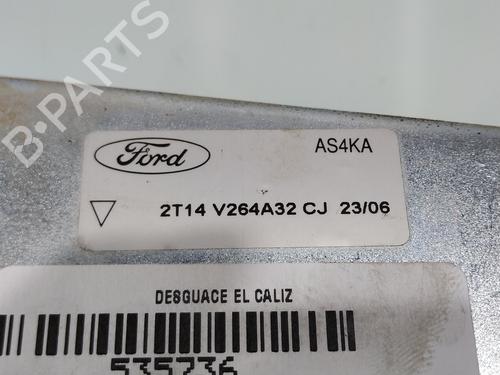 B-PARTS
Ford
AS4KA
2T14 V264A32 CJ 23/06
DESGUACE EL CALIZ
535736